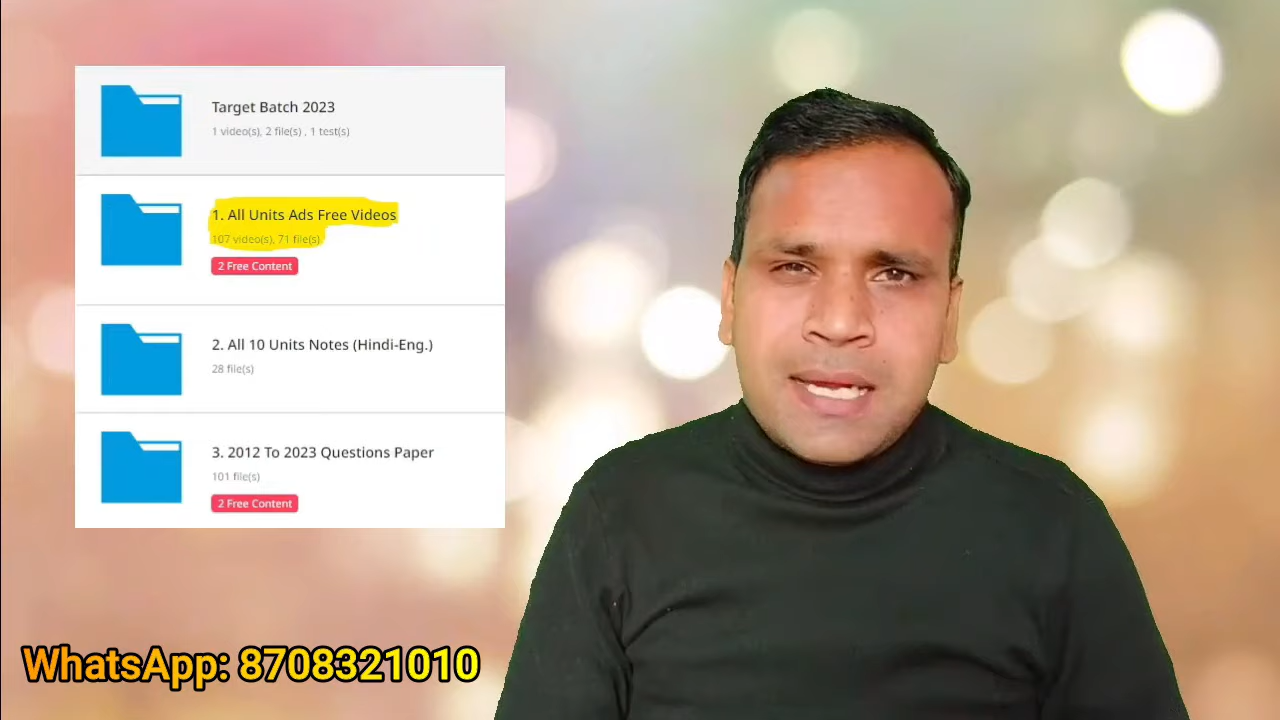 Target Batch 2023
1 video(s), 2 file(s) , 1 test(s)
1. All Units Ads Free Videos
107 video(s), 71 file(s)
2 Free Content
2. All 10 Units Notes (Hindi-Eng.)
28 file(s)
3. 2012 To 2023 Questions Paper
101 file(s)
2 Free Content
WhatsApp: 8708321010